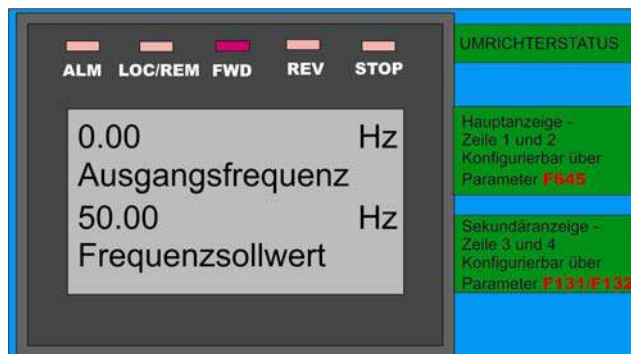 UMRICHTERSTATUS
ALM LOC/REM FWD REV STOP
0.00 Hz
Ausgangsfrequenz
50.00 Hz
Frequenzsollwert
Hauptanzeige -
Zeile 1 und 2
Konfigurierbar über
Parameter F645
Sekundäranzeige -
Zeile 3 und 4
Konfigurierbar über
Parameter F131/F132